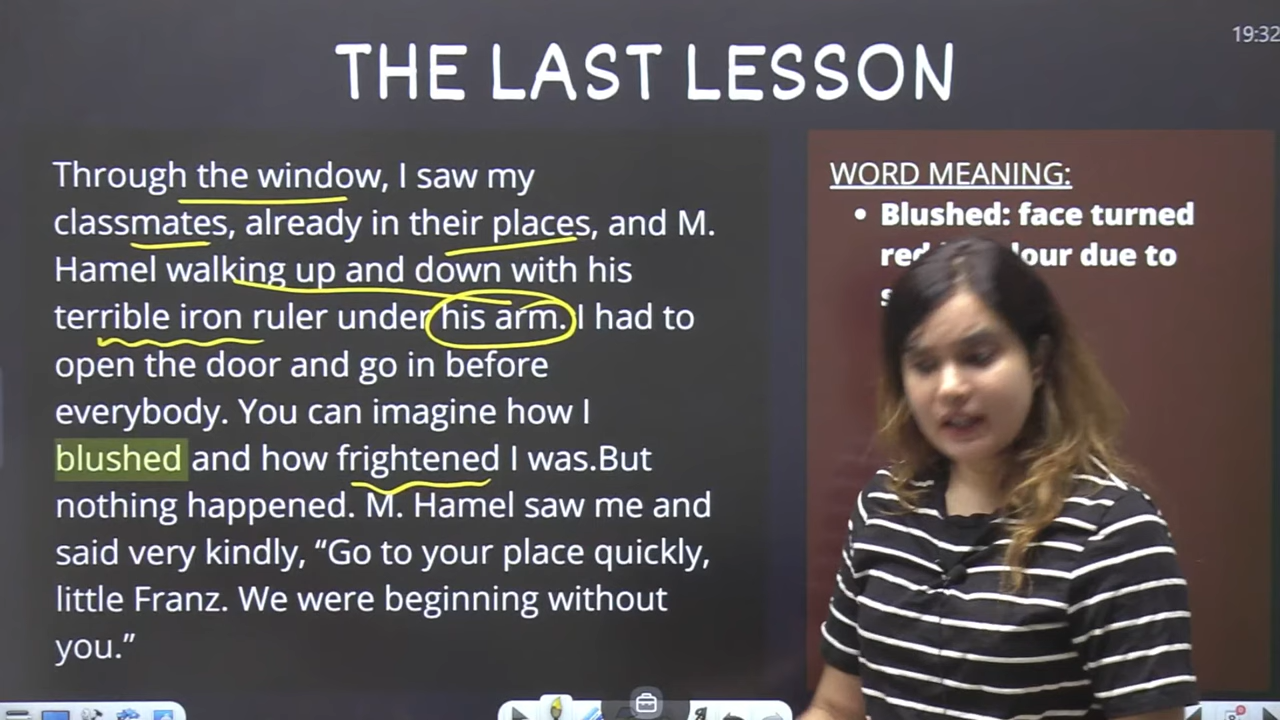 THE LAST LESSON
19:32
Through the window, I saw my
classmates, already in their places, and M.
Hamel walking up and down with his
terrible iron ruler under his arm. I had to
open the door and go in before
everybody. You can imagine how I
blushed and how frightened I was.But
nothing happened. M. Hamel saw me and
said very kindly, “Go to your place quickly,
little Franz. We were beginning without
you.”
WORD MEANING:
• Blushed: face turned
due to